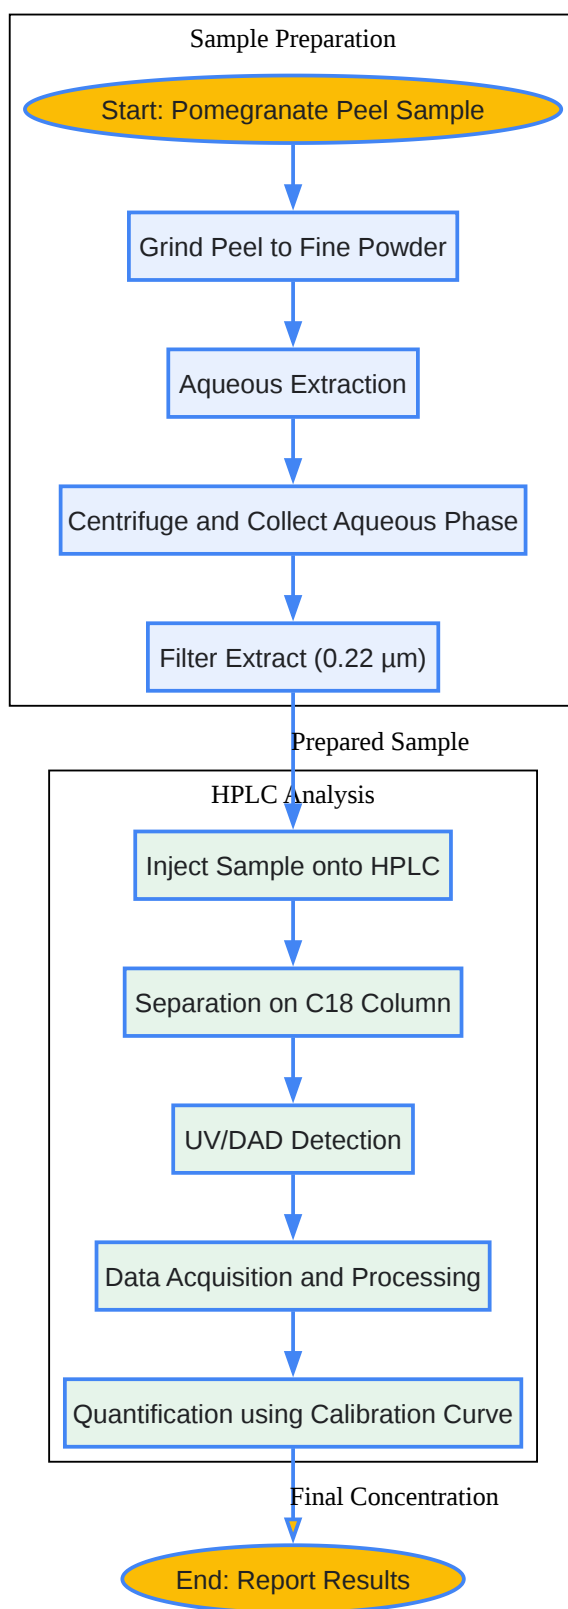 Sample Preparation
Start: Pomegranate Peel Sample
Grind Peel to Fine Powder
Aqueous Extraction
Centrifuge and Collect Aqueous Phase
Filter Extract (0.22 µm)
Prepared Sample
HPLC Analysis
Inject Sample onto HPLC
Separation on C18 Column
UV/DAD Detection
Data Acquisition and Processing
Quantification using Calibration Curve
Final Concentration
End: Report Results